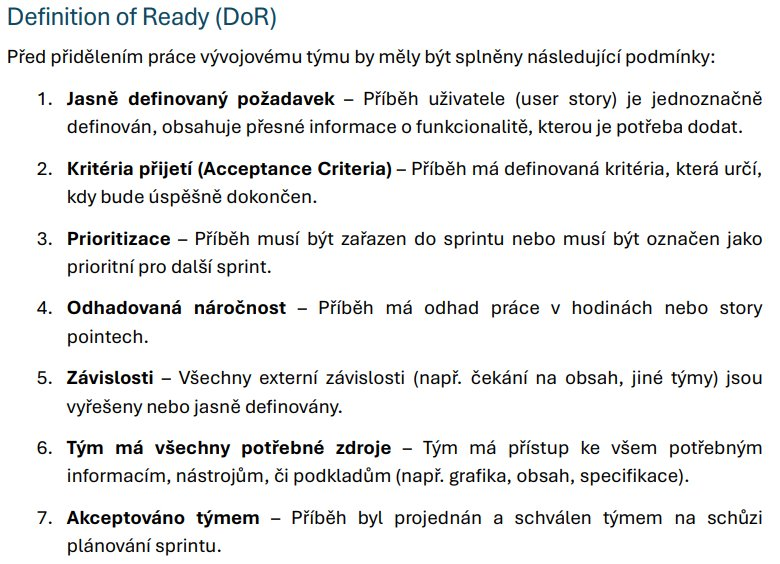 Definition of Ready (DoR)
Před přidělením práce vývojovému týmu by měly být splněny následující podmínky:
1. Jasně definovaný požadavek – Příběh uživatele (user story) je jednoznačně
definován, obsahuje přesné informace o funkcionalitě, kterou je potřeba dodat.
2. Kritéria přijetí (Acceptance Criteria) – Příběh má definovaná kritéria, která určí,
kdy bude úspěšně dokončen.
3. Prioritizace – Příběh musí být zařazen do sprintu nebo musí být označen jako
prioritní pro další sprint.
4. Odhadovaná náročnost – Příběh má odhad práce v hodinách nebo story
pointech.
5. Závislosti – Všechny externí závislosti (např. čekání na obsah, jiné týmy) jsou
vyřešeny nebo jasně definovány.
6. Tým má všechny potřebné zdroje – Tým má přístup ke všem potřebným
informacím, nástrojům, či podkladům (např. grafika, obsah, specifikace).
7. Akceptováno týmem – Příběh byl projednán a schválen týmem na schůzi
plánování sprintu.